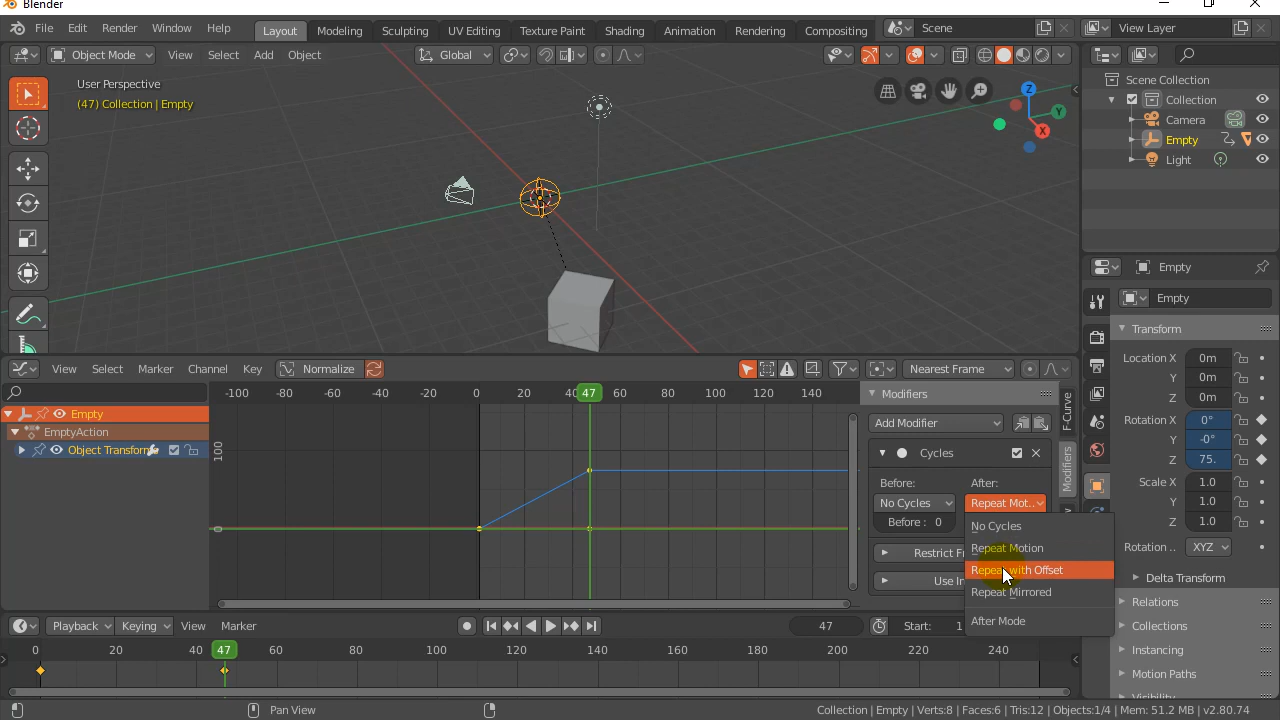 Blender
File Edit Render Window Help Layout Modeling Sculpting UV Editing Texture Paint Shading Animation Rendering Compositing Scene View Layer
Object Mode View Select Add Object Global
User Perspective
(47) Collection | Empty
Z
Y
X
Scene Collection
Collection
Camera
Empty
Light
Empty
Empty
Transform
Location X 0m
Y 0m
Z 0m
Rotation X 0°
Y -0°
Z 75.
Scale X 1.0
Y 1.0
Z 1.0
Rotation .. XYZ
Delta Transform
Relations
Collections
Instancing
Motion Paths
View Select Marker Channel Key Normalize Nearest Frame
-100 -80 -60 -40 -20 0 20 40 47 60 80 100 120 140
Empty
EmptyAction
Object Transform
100
0
Modifiers
Add Modifier
Cycles
Before: After:
No Cycles Repeat Mot..
Before : 0
Restrict Fr
Use In
No Cycles
Repeat Motion
Repeat with Offset
Repeat Mirrored
After Mode
F-Curve
Modifiers
Playback Keying View Marker 47 Start: 1
0 20 40 47 60 80 100 120 140 160 180 200 220 240
Pan View
Collection | Empty | Verts:8 | Faces:6 | Tris:12 | Objects:1/4 | Mem: 51.2 MB | v2.80.74